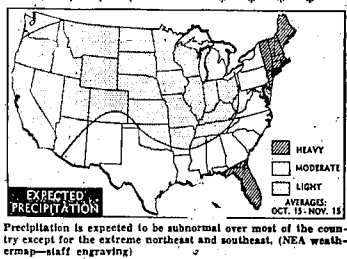 HEAVY
MODERATE
LIGHT
EXPECTED
PRECIPITATION
AVERAGES:
OCT. 15-NOV. 15
Precipitation is expected to be subnormal over most of the coun-
try except for the extreme northeast and southeast. (NEA weath-
ermap—staff engraving)